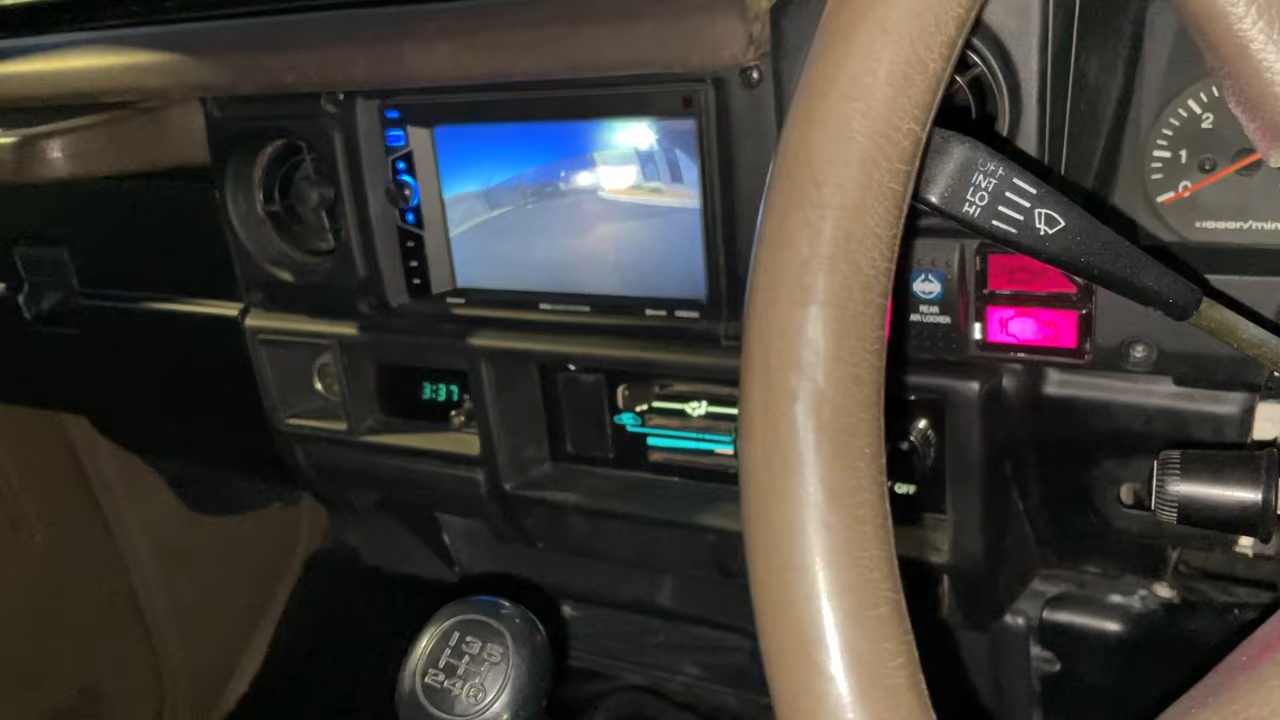 OFF
INT
LO
HI
2
1
0
x1000r/min
REAR
AIR LOCKER
3:37
OFF
1 3 5
2 4 R